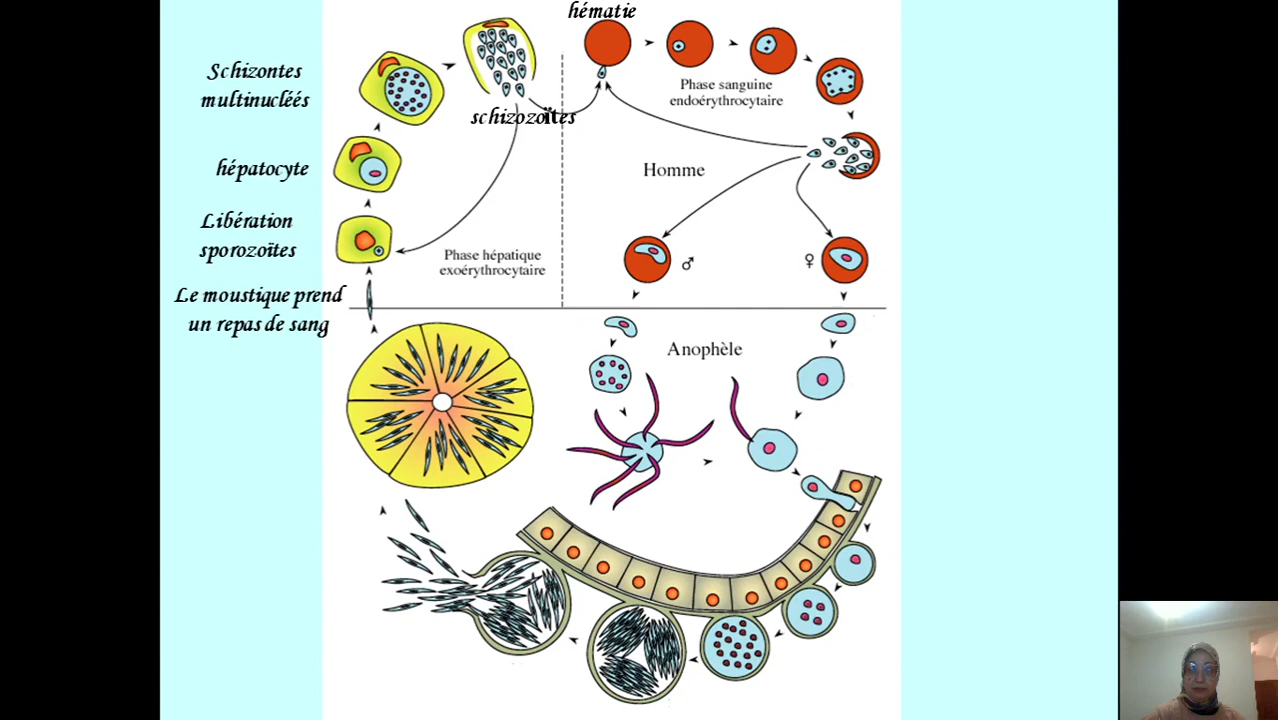 hématie
Schizontes
multinucléés
schizozoïtes
Phase sanguine
endoérythrocytaire
hépatocyte
Homme
Libération
sporozoïtes
Phase hépatique
exoérythrocytaire
♂
♀
Le moustique prend
un repas de sang
Anophèle